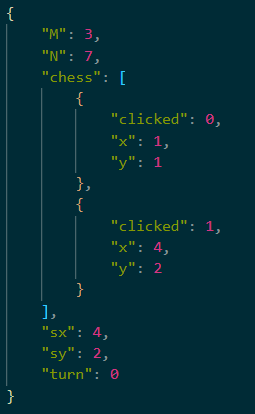 {
    "M": 3,
    "N": 7,
    "chess": [
        {
            "clicked": 0,
            "x": 1,
            "y": 1
        },
        {
            "clicked": 1,
            "x": 4,
            "y": 2
        }
    ],
    "sx": 4,
    "sy": 2,
    "turn": 0
}